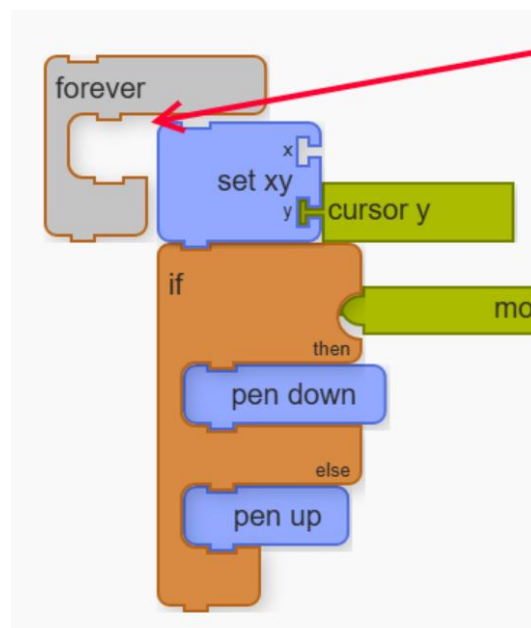 forever
x
set xy
y
cursor y
if
mo
then
pen down
else
pen up